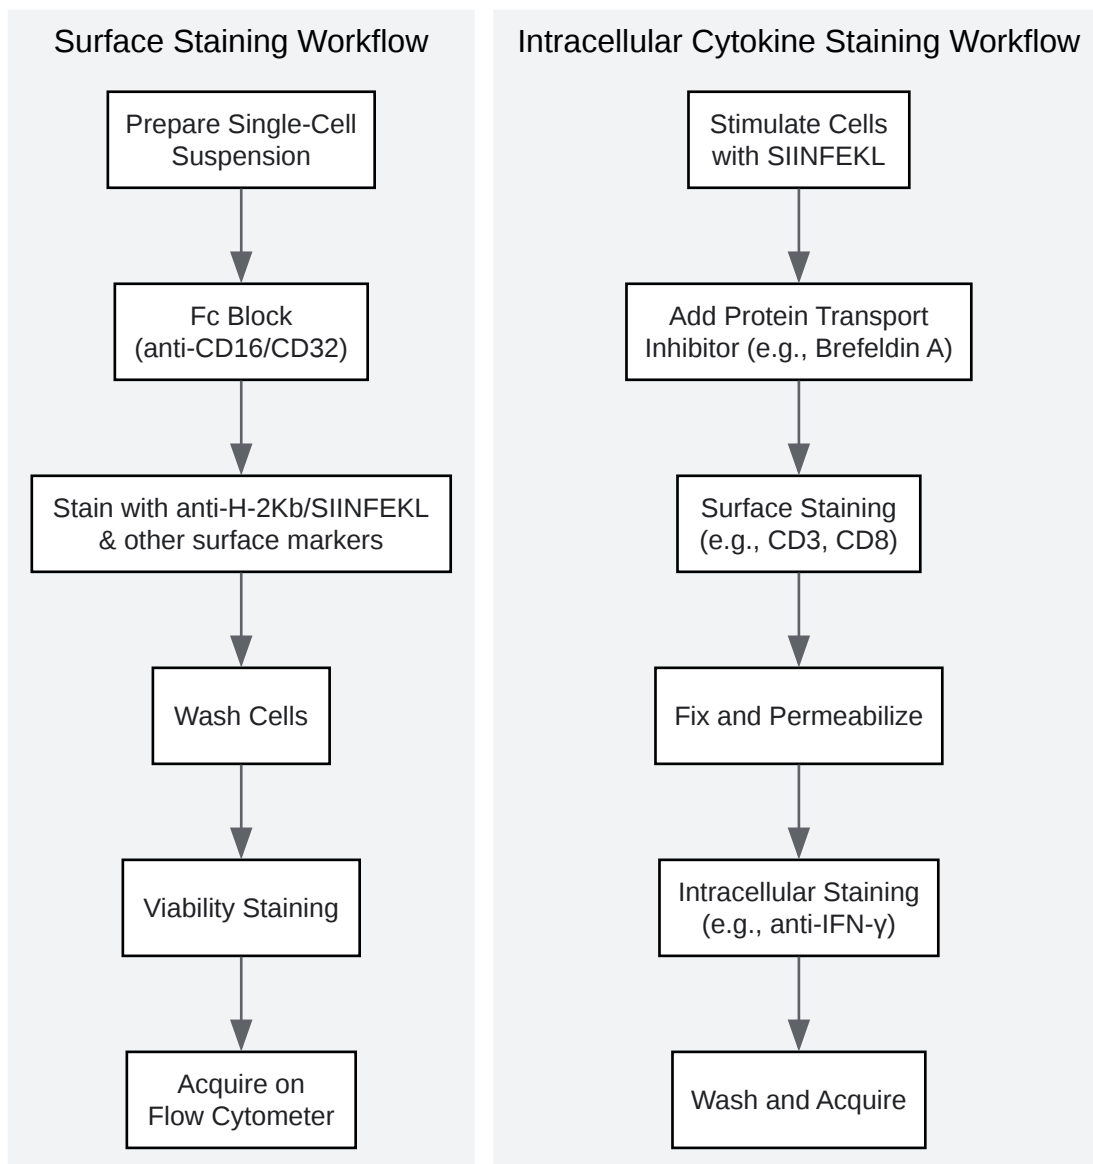 Surface Staining Workflow
Prepare Single-Cell
Suspension
Fc Block
(anti-CD16/CD32)
Stain with anti-H-2Kb/SIINFEKL
& other surface markers
Wash Cells
Viability Staining
Acquire on
Flow Cytometer
Intracellular Cytokine Staining Workflow
Stimulate Cells
with SIINFEKL
Add Protein Transport
Inhibitor (e.g., Brefeldin A)
Surface Staining
(e.g., CD3, CD8)
Fix and Permeabilize
Intracellular Staining
(e.g., anti-IFN-γ)
Wash and Acquire